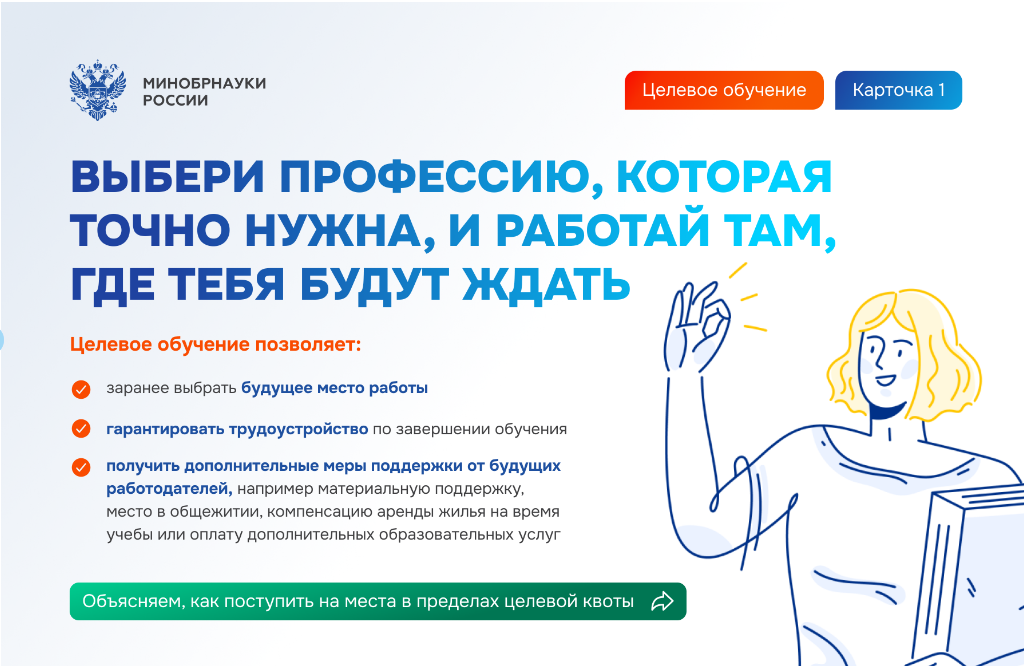 МИНОБРНАУКИ
РОССИИ
Целевое обучение
Карточка 1
ВЫБЕРИ ПРОФЕССИЮ, КОТОРАЯ
ТОЧНО НУЖНА, И РАБОТАЙ ТАМ,
ГДЕ ТЕБЯ БУДУТ ЖДАТЬ
Целевое обучение позволяет:
заранее выбрать будущее место работы
гарантировать трудоустройство по завершении обучения
получить дополнительные меры поддержки от будущих
работодателей, например материальную поддержку,
место в общежитии, компенсацию аренды жилья на время
учебы или оплату дополнительных образовательных услуг
Объясняем, как поступить на места в пределах целевой квоты